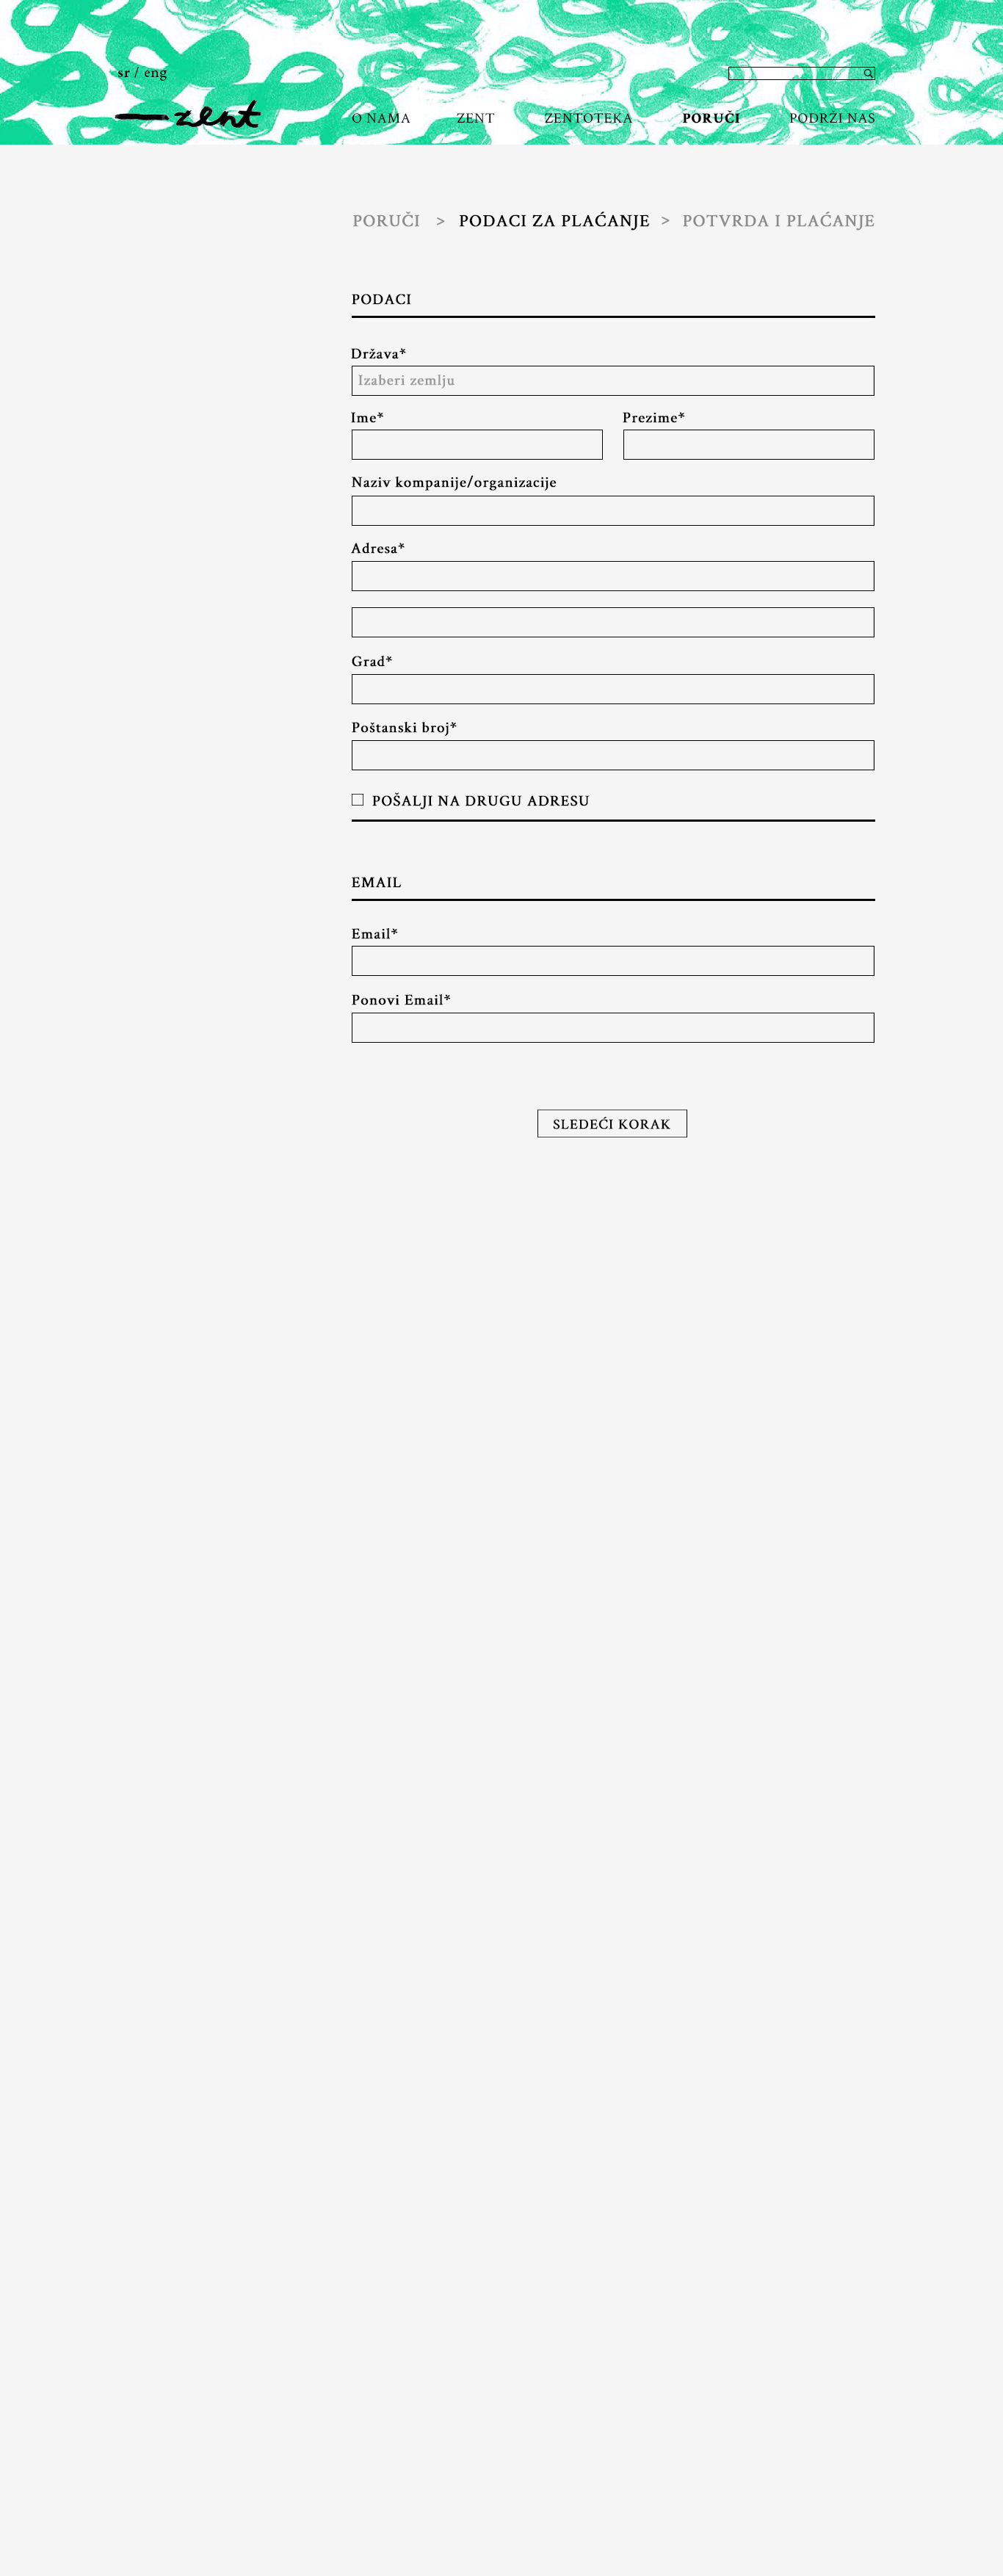 sr / eng
zent
O NAMA ZENT ZENTOTEKA PORUČI PODRŽI NAS
PORUČI > PODACI ZA PLAĆANJE > POTVRDA I PLAĆANJE
PODACI
Država*
Izaberi zemlju
Ime* Prezime*
Naziv kompanije/organizacije
Adresa*
Grad*
Poštanski broj*
POŠALJI NA DRUGU ADRESU
EMAIL
Email*
Ponovi Email*
SLEDEĆI KORAK